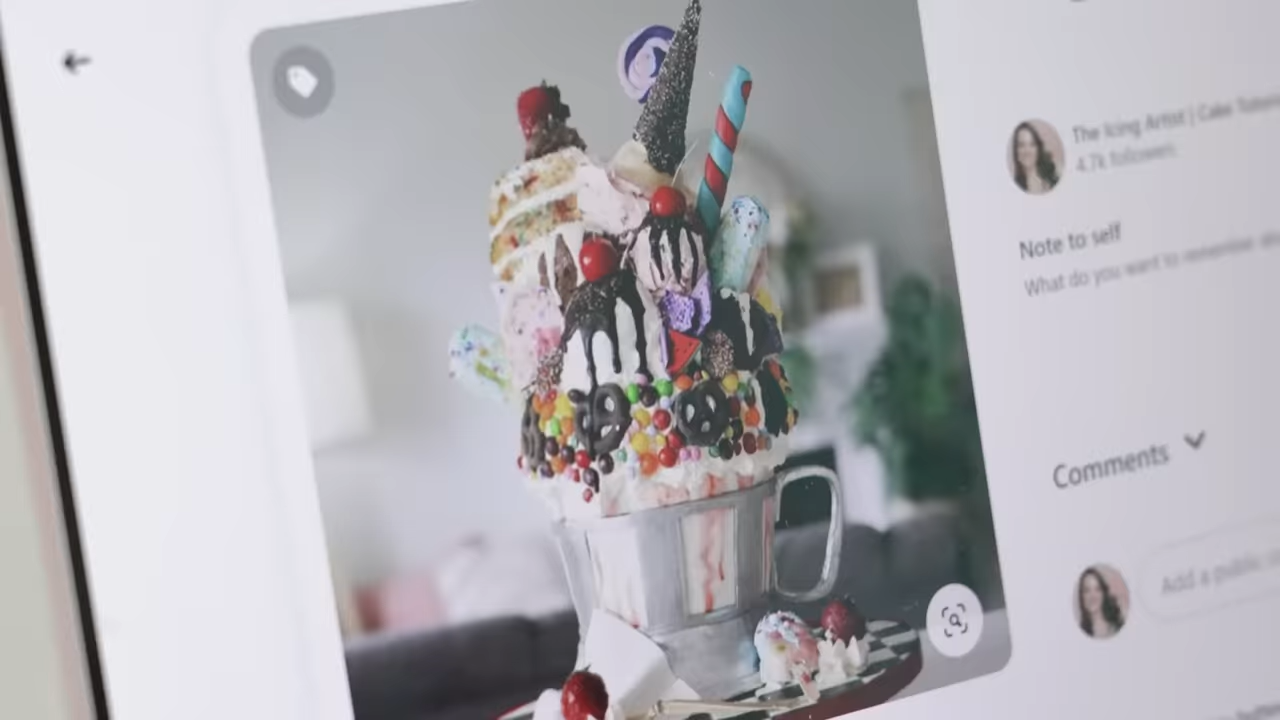 The Icing Artist | Cake Tutor
4.7k followers
Note to self
What do you want to remember
Comments
Add a public